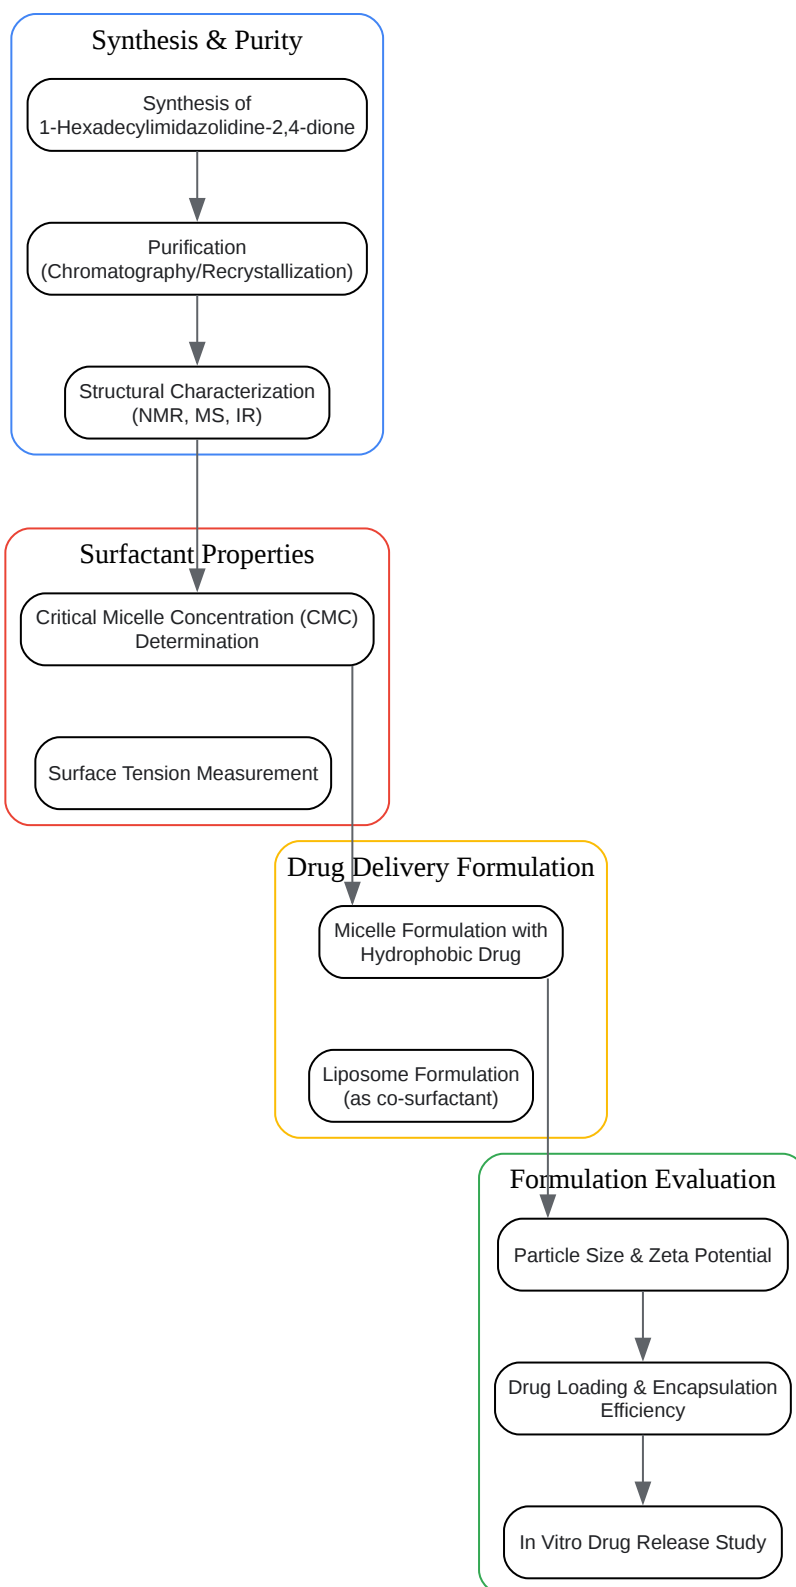 Synthesis & Purity
Synthesis of
1-Hexadecylimidazolidine-2,4-dione
Purification
(Chromatography/Recrystallization)
Structural Characterization
(NMR, MS, IR)
Surfactant Properties
Critical Micelle Concentration (CMC)
Determination
Surface Tension Measurement
Drug Delivery Formulation
Micelle Formulation with
Hydrophobic Drug
Liposome Formulation
(as co-surfactant)
Formulation Evaluation
Particle Size & Zeta Potential
Drug Loading & Encapsulation
Efficiency
In Vitro Drug Release Study